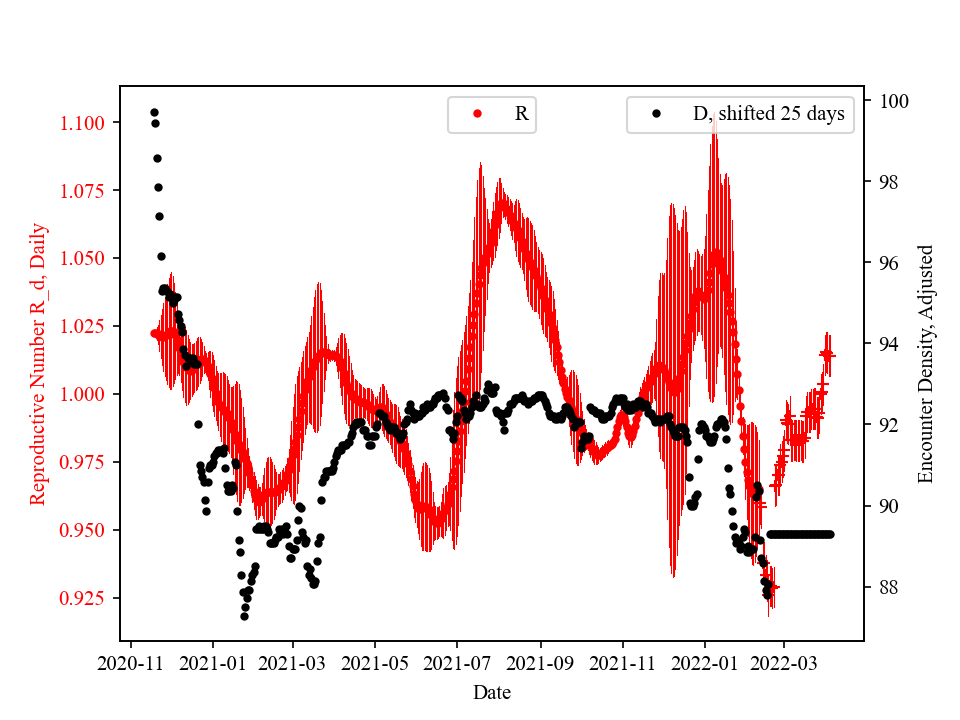 R
D, shifted 25 days
Reproductive Number R_d, Daily
1.100
1.075
1.050
1.025
1.000
0.975
0.950
0.925
100
98
96
94
92
90
88
Encounter Density, Adjusted
2020-11 2021-01 2021-03 2021-05 2021-07 2021-09 2021-11 2022-01 2022-03
Date